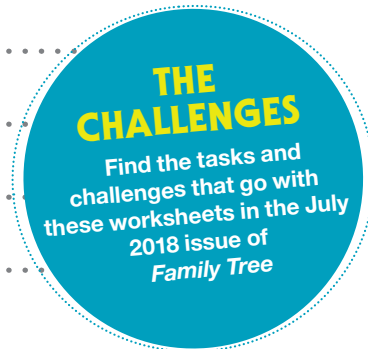 THE
CHALLENGES
Find the tasks and
challenges that go with
these worksheets in the July
2018 issue of
Family Tree